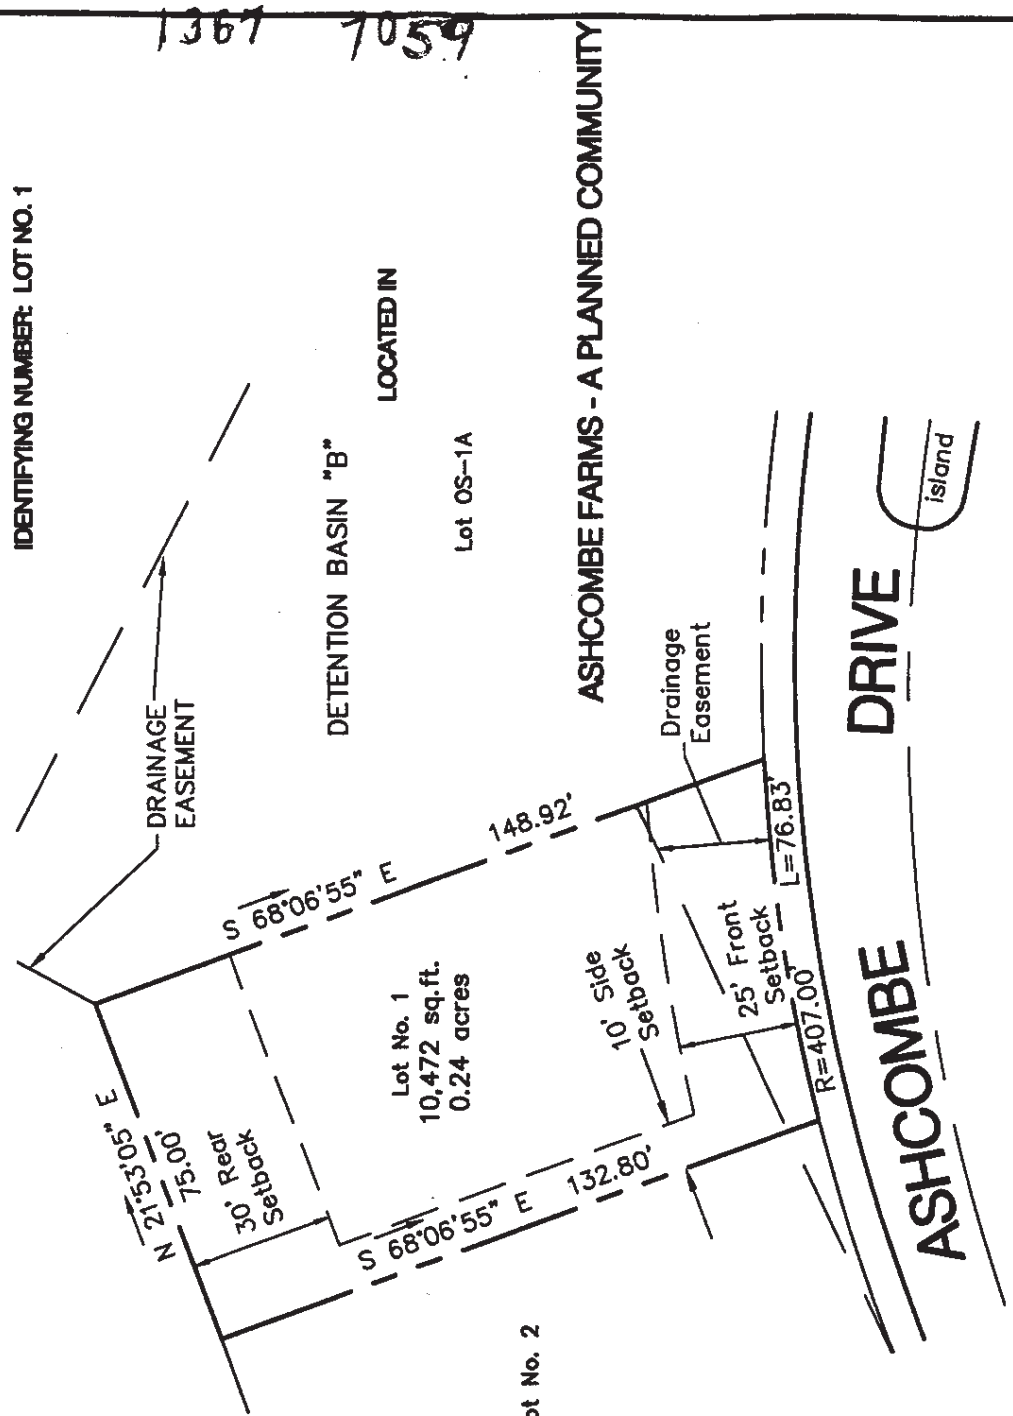 1367 7059
IDENTIFYING NUMBER: LOT NO. 1
LOCATED IN
ASHCOMBE FARMS - A PLANNED COMMUNITY
DRAINAGE
EASEMENT
DETENTION BASIN "B"
Lot OS-1A
N 21°53'05" E
75.00'
30' Rear
Setback
S 68°06'55" E
148.92'
Lot No. 1
10,472 sq.ft.
0.24 acres
S 68°06'55" E
132.80'
10' Side
Setback
25' Front
Setback
Drainage
Easement
R=407.00'
L=76.83'
ot No. 2
ASHCOMBE DRIVE
island